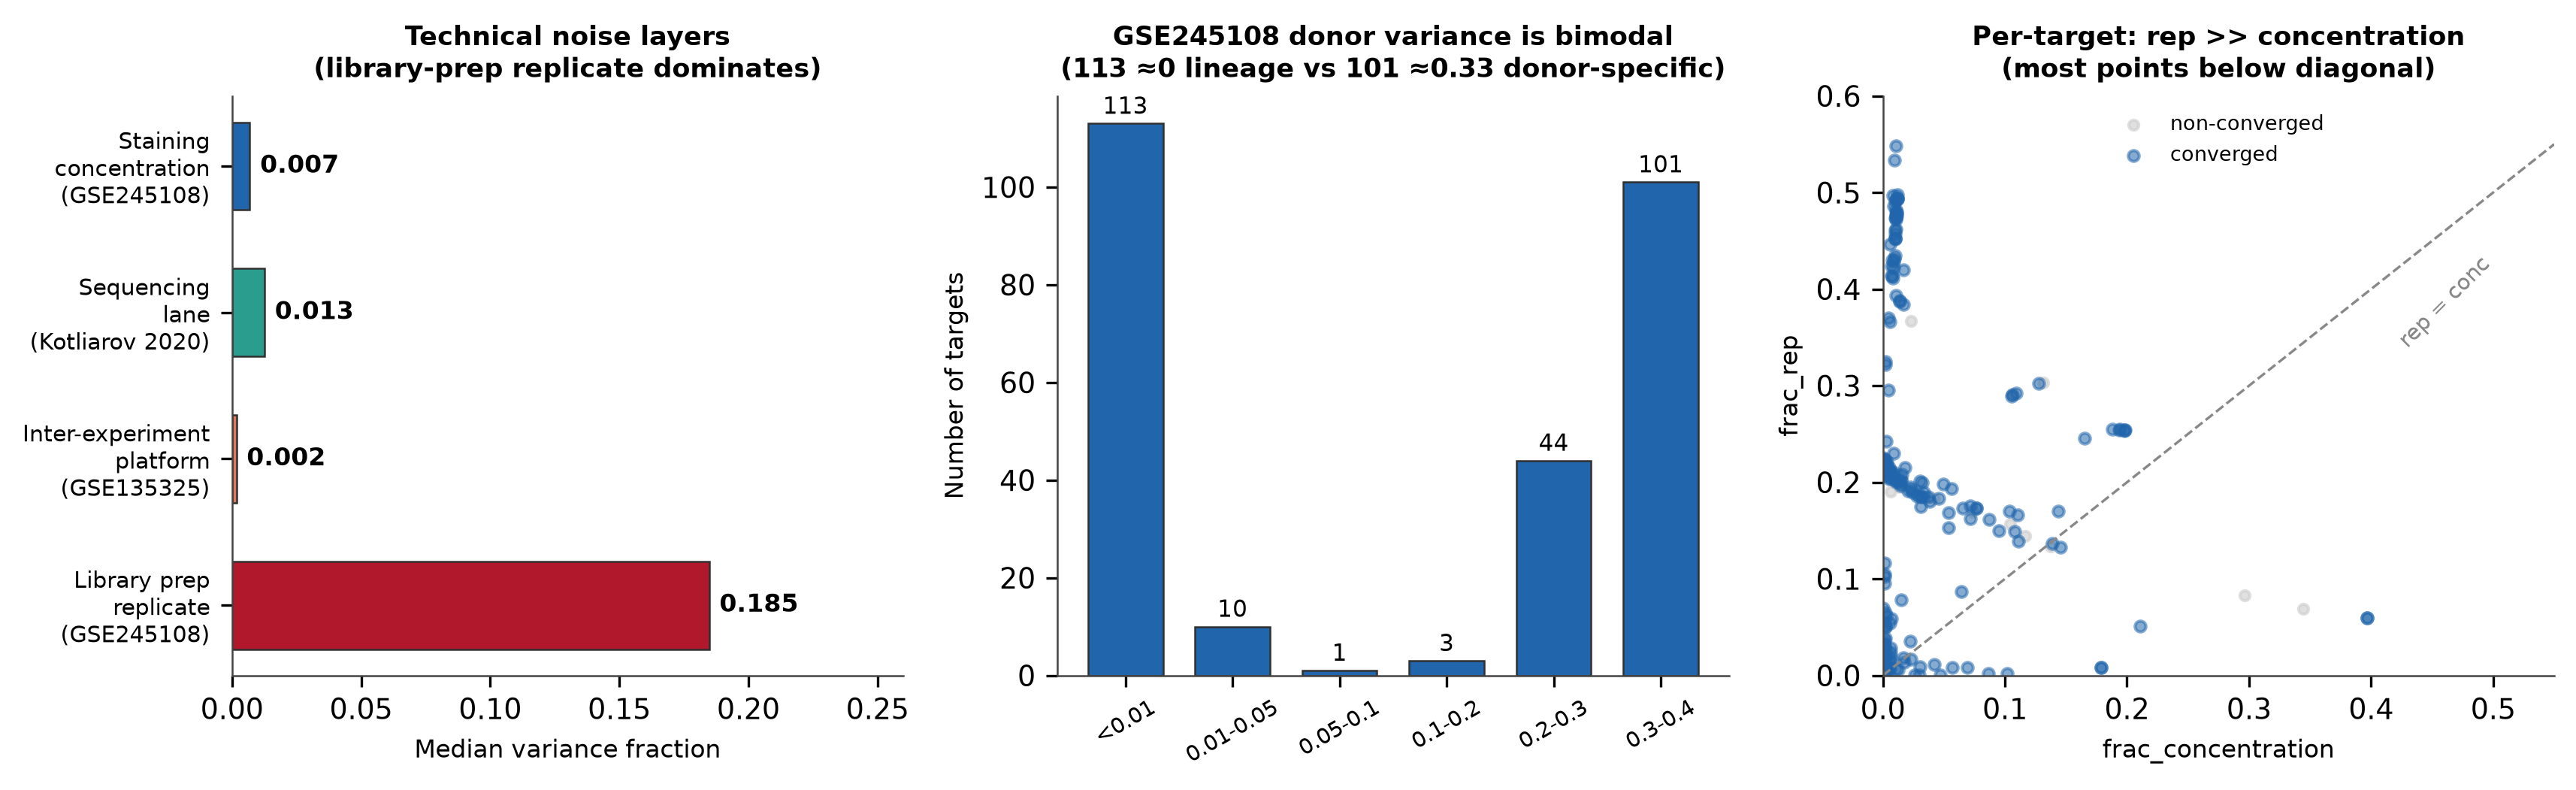 Technical noise layers
(library-prep replicate dominates)
Staining
concentration
(GSE245108)
0.007
Sequencing
lane
(Kotliarov 2020)
0.013
Inter-experiment
platform
(GSE135325)
0.002
Library prep
replicate
(GSE245108)
0.185
0.00
0.05
0.10
0.15
0.20
0.25
Median variance fraction
GSE245108 donor variance is bimodal
(113 ≈0 lineage vs 101 ≈0.33 donor-specific)
Number of targets
100
80
60
40
20
0
113
10
1
3
44
101
<0.01
0.01-0.05
0.05-0.1
0.1-0.2
0.2-0.3
0.3-0.4
Per-target: rep >> concentration
(most points below diagonal)
non-converged
converged
rep = conc
frac_rep
0.6
0.5
0.4
0.3
0.2
0.1
0.0
0.0
0.1
0.2
0.3
0.4
0.5
frac_concentration